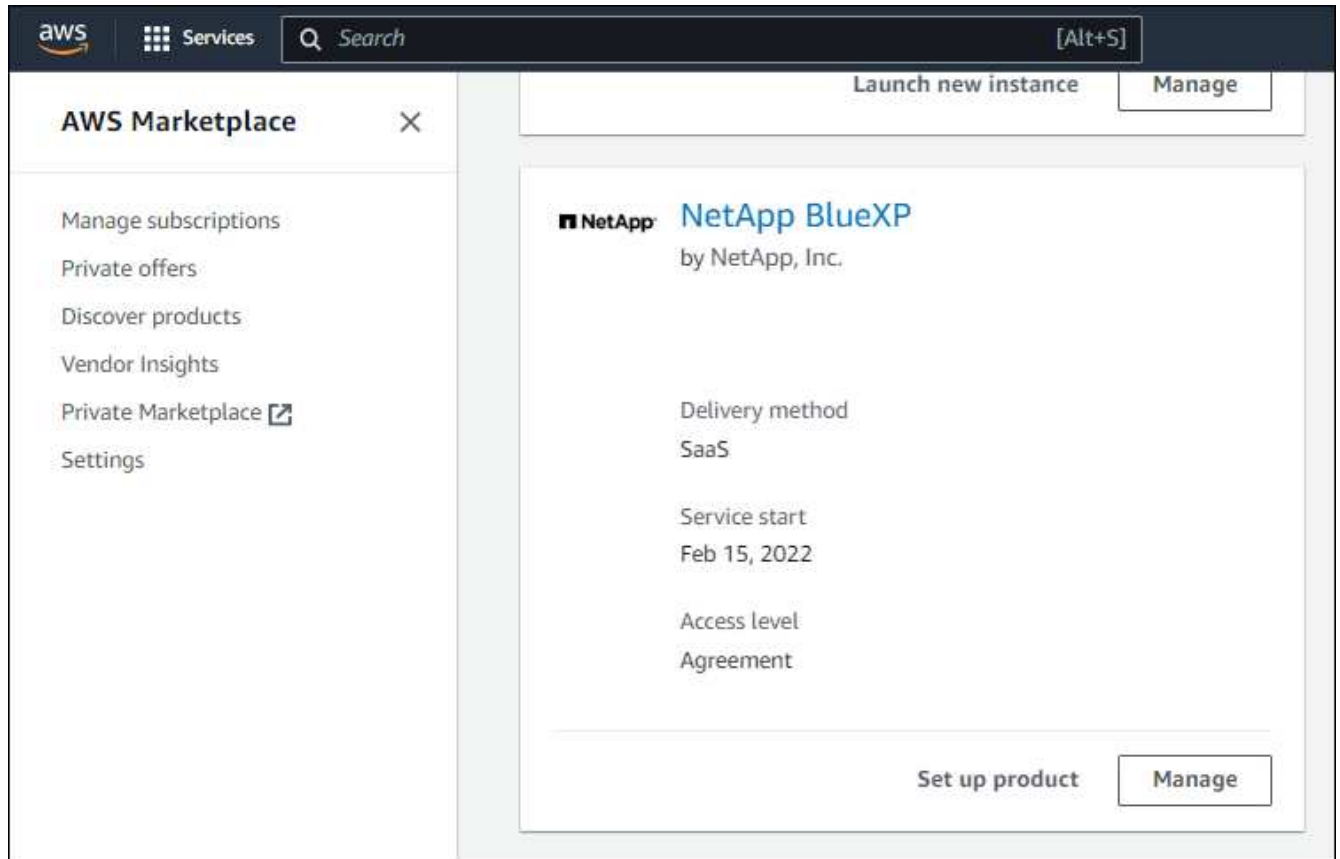 aws
Services
Search
[Alt+S]
AWS Marketplace
Manage subscriptions
Private offers
Discover products
Vendor Insights
Private Marketplace
Settings
Launch new instance
Manage
NetApp
NetApp BlueXP
by NetApp, Inc.
Delivery method
SaaS
Service start
Feb 15, 2022
Access level
Agreement
Set up product
Manage